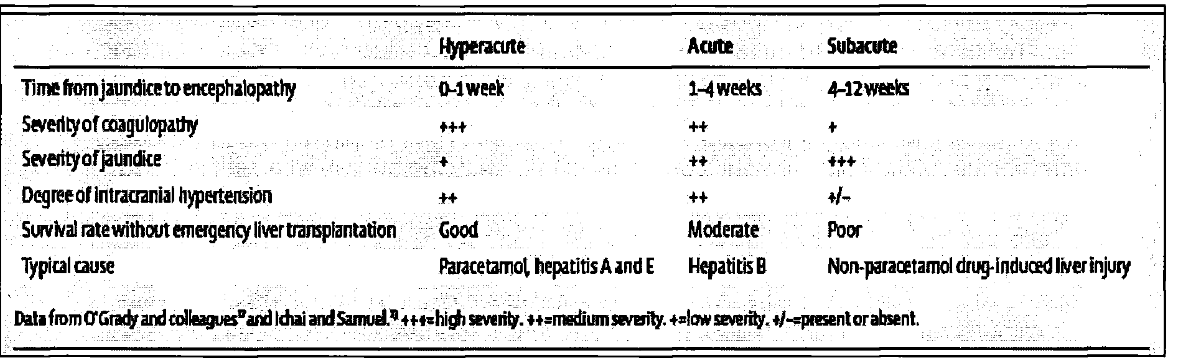 Hyperacute Acute Subacute
Time from jaundice to encephalopathy 0–1 week 1–4 weeks 4–12 weeks
Severity of coagulopathy +++ ++ +
Severity of jaundice + ++ +++
Degree of intracranial hypertension ++ ++ +/–
Survival rate without emergency liver transplantation Good Moderate Poor
Typical cause Paracetamol, hepatitis A and E Hepatitis B Non-paracetamol drug-induced liver injury
Data from O'Grady and colleagues and Ichai and Samuel. +++=high severity. ++=medium severity. +=low severity. +/–=present or absent.